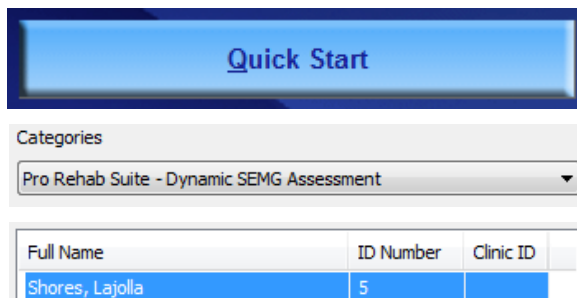 Quick Start
Categories
Pro Rehab Suite - Dynamic SEMG Assessment
Full Name ID Number Clinic ID
Shores, Lajolla 5